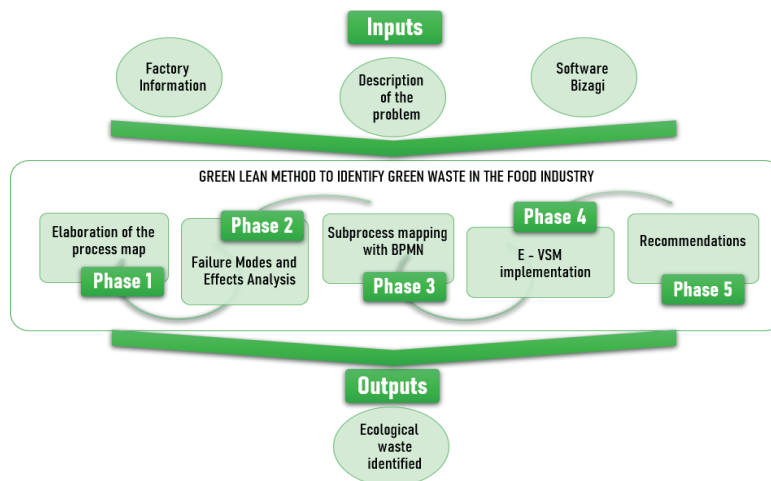 Inputs
Factory
Information
Description
of the
problem
Software
Bizagi
GREEN LEAN METHOD TO IDENTIFY GREEN WASTE IN THE FOOD INDUSTRY
Elaboration of the
process map
Phase 1
Phase 2
Failure Modes and
Effects Analysis
Subprocess mapping
with BPMN
Phase 3
Phase 4
E - VSM
implementation
Recommendations
Phase 5
Outputs
Ecological
waste
identified